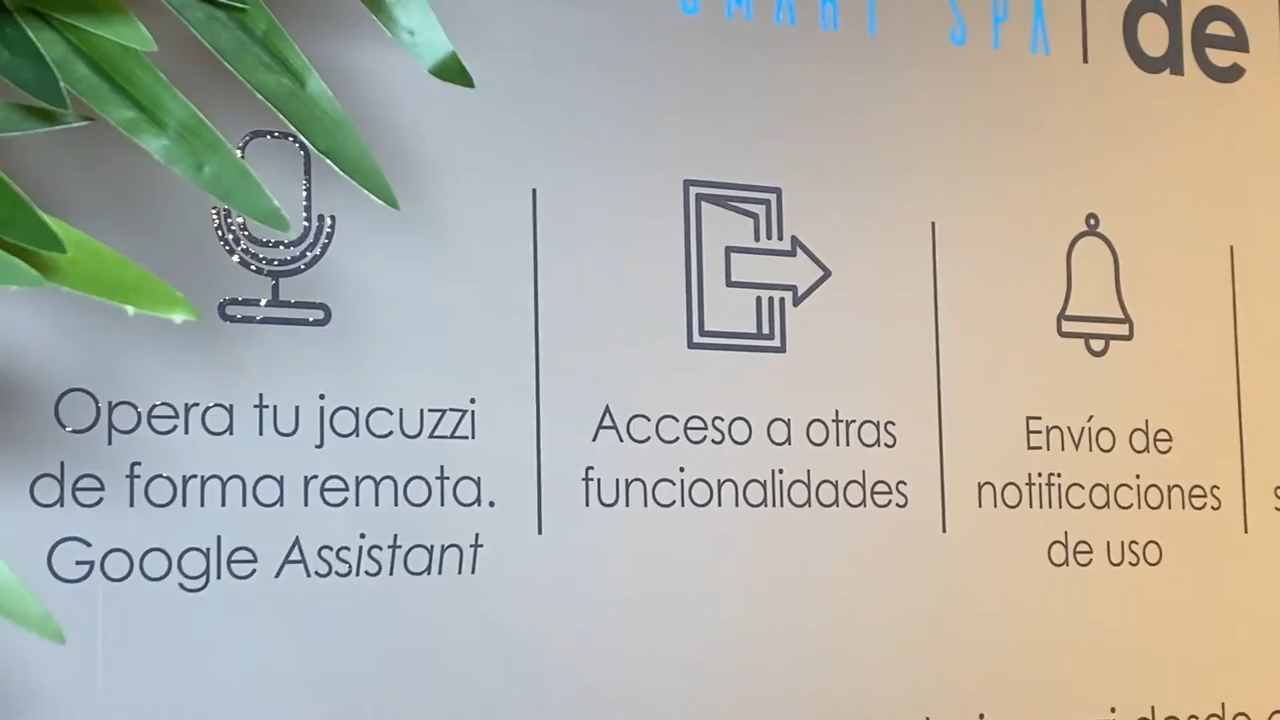 SMART SPA | de
Opera tu jacuzzi
de forma remota.
Google Assistant
Acceso a otras
funcionalidades
Envío de
notificaciones
de uso
desde